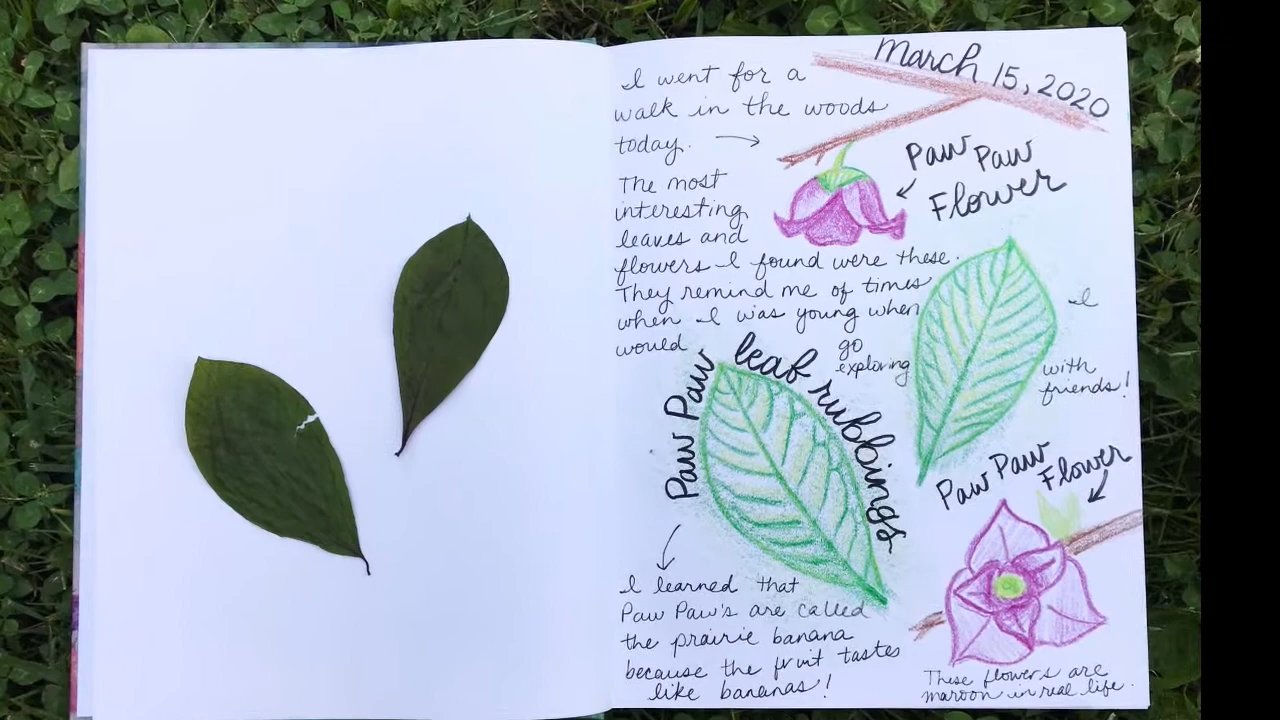 March 15, 2020
I went for a
walk in the woods
today.
Paw Paw
Flower
The most
interesting
leaves and
flowers I found were these.
They remind me of times
when I was young when
I
would
go
exploring
with
friends!
Paw Paw leaf rubbings
Paw Paw
Flower
I learned that
Paw Paw's are called
the prairie banana
because the fruit tastes
like bananas!
These flowers are
maroon in real life.